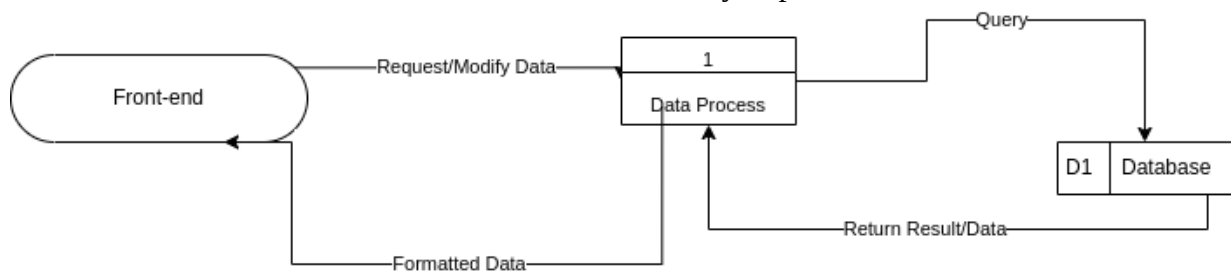 Query
Request/Modify Data
1
Front-end
Data Process
D1
Database
Return Result/Data
Formatted Data